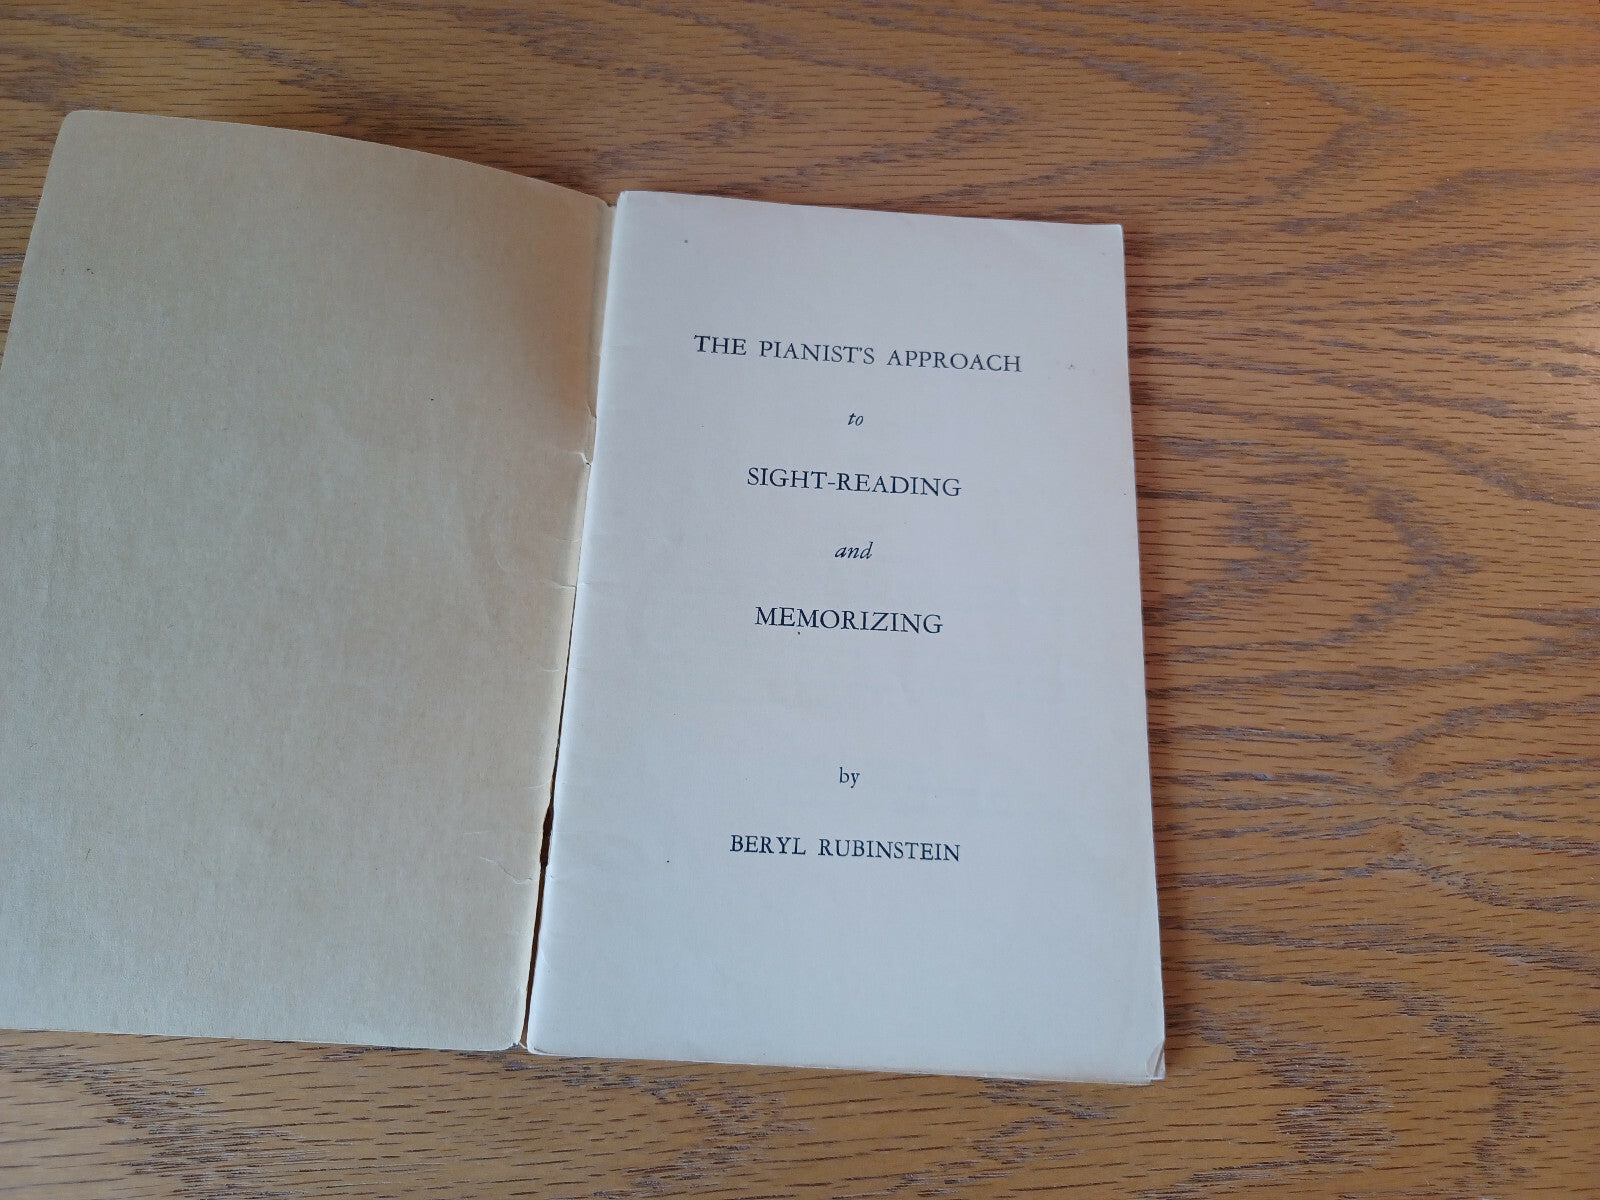 THE PIANIST'S APPROACH
to
SIGHT-READING
and
MEMORIZING
by
BERYL RUBINSTEIN